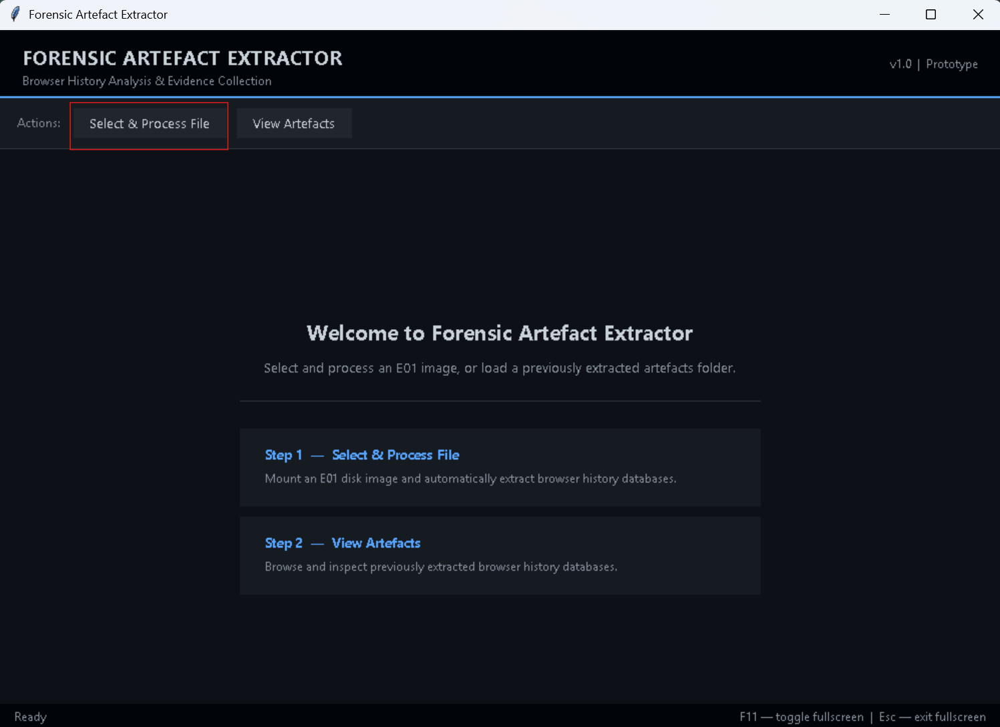 Forensic Artefact Extractor
FORENSIC ARTEFACT EXTRACTOR
Browser History Analysis & Evidence Collection
v1.0 | Prototype
Actions: Select & Process File View Artefacts
Welcome to Forensic Artefact Extractor
Select and process an E01 image, or load a previously extracted artefacts folder.
Step 1 — Select & Process File
Mount an E01 disk image and automatically extract browser history databases.
Step 2 — View Artefacts
Browse and inspect previously extracted browser history databases.
Ready
F11 — toggle fullscreen | Esc — exit fullscreen